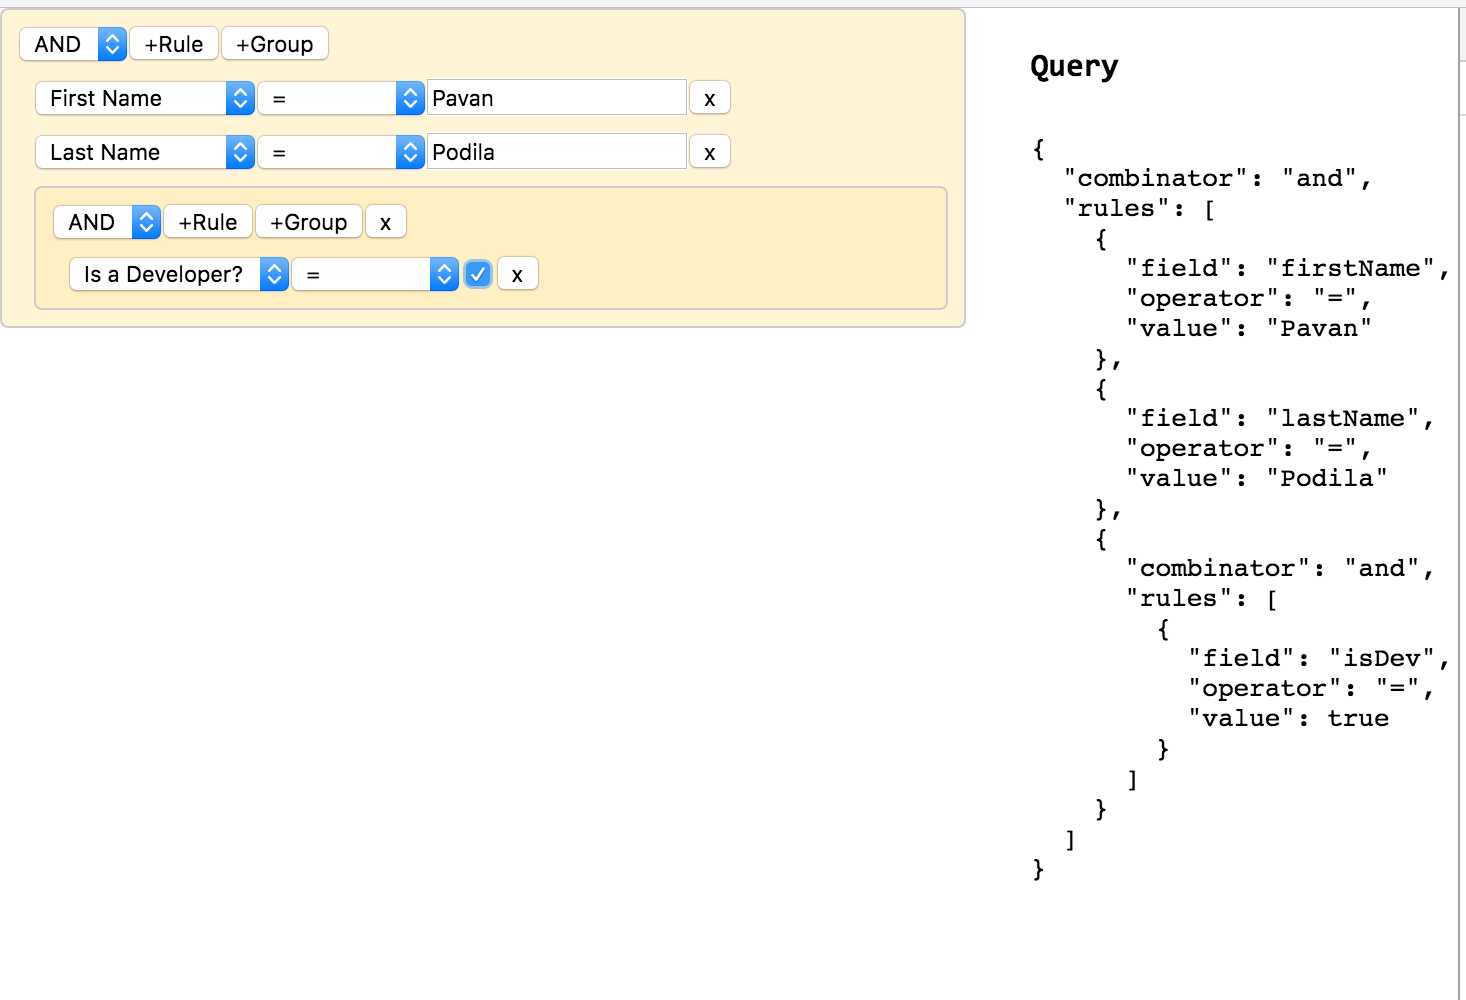 AND +Rule +Group
First Name = Pavan x
Last Name = Podila x
AND +Rule +Group x
Is a Developer? = x
Query
{
"combinator": "and",
"rules": [
{
"field": "firstName",
"operator": "=",
"value": "Pavan"
},
{
"field": "lastName",
"operator": "=",
"value": "Podila"
},
{
"combinator": "and",
"rules": [
{
"field": "isDev",
"operator": "=",
"value": true
}
]
}
]
}